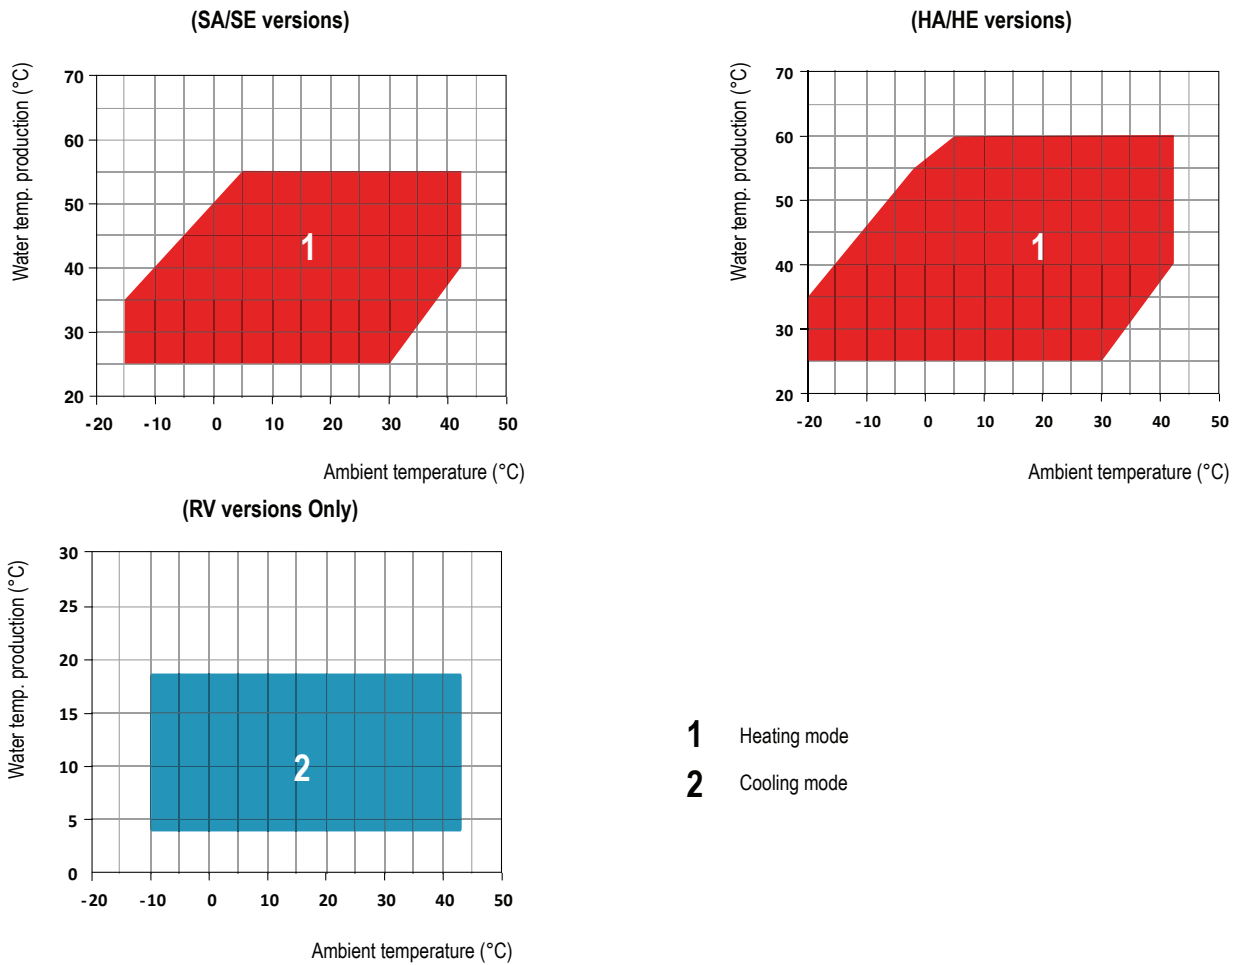 (SA/SE versions)
Water temp. production (°C)
70
60
50
40
30
20
1
-20 -10 0 10 20 30 40 50
Ambient temperature (°C)
(HA/HE versions)
Water temp. production (°C)
70
60
50
40
30
20
1
-20 -10 0 10 20 30 40 50
Ambient temperature (°C)
(RV versions Only)
Water temp. production (°C)
30
25
20
15
10
5
0
2
-20 -10 0 10 20 30 40 50
Ambient temperature (°C)
1 Heating mode
2 Cooling mode